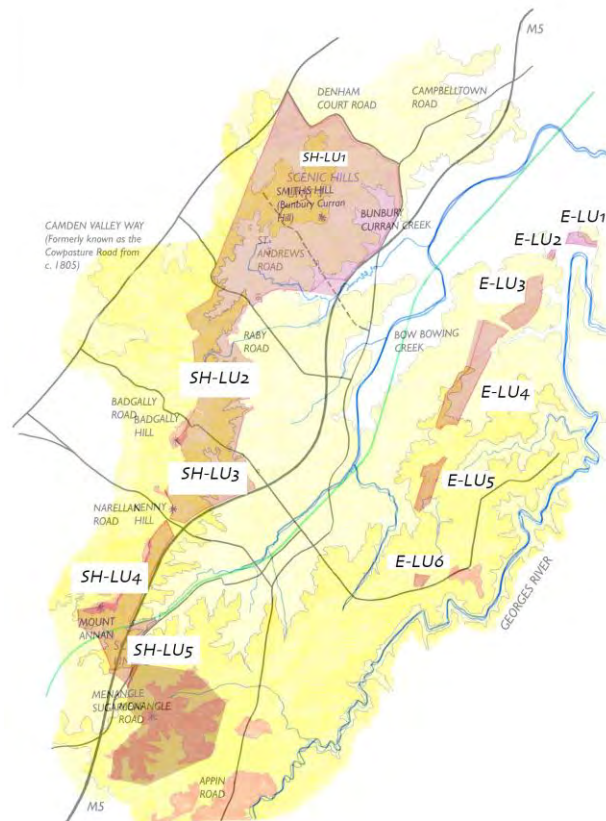 M5
DENHAM
COURT ROAD
CAMPBELLTOWN
ROAD
SH-LU1
SCENIC HILLS
SMITHS HILL
(Bunbury Curran
Hill)
BUNBURY
CURRAN
CREEK
CAMDEN VALLEY WAY
(Formerly known as the
Cowpasture Road from
c. 1805)
ST.
ANDREWS
ROAD
E-LU1
E-LU2
E-LU3
RABY
ROAD
BOW BOWING
CREEK
SH-LU2
E-LU4
BADGALLY
ROAD
BADGALLY
HILL
SH-LU3
E-LU5
NARELLAN
ROAD
KENNY
HILL
E-LU6
SH-LU4
GEORGES RIVER
MOUNT
ANNAN
SH-LU5
MENANGLE
ROAD
APPIN
ROAD
M5